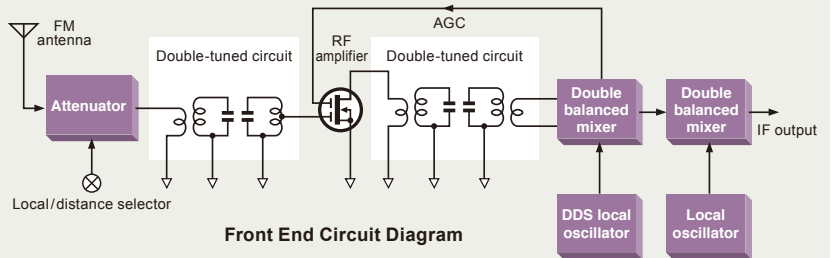 FM
antenna
Attenuator
Local/distance selector
Double-tuned circuit
RF
amplifier
AGC
Double-tuned circuit
Double
balanced
mixer
Double
balanced
mixer
IF output
DDS local
oscillator
Local
oscillator
Front End Circuit Diagram